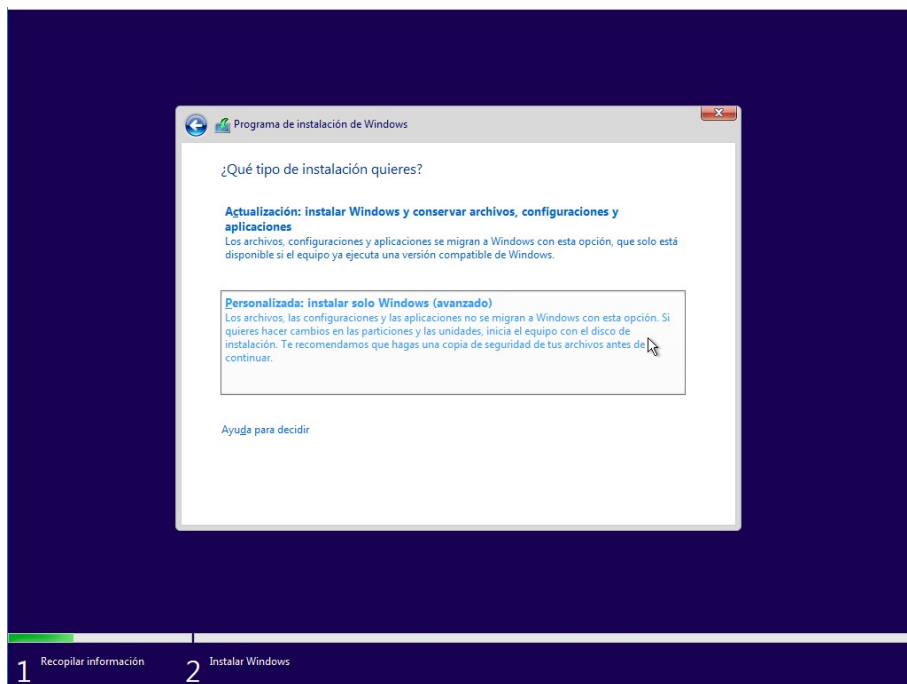 Programa de instalación de Windows
¿Qué tipo de instalación quieres?
Actualización: instalar Windows y conservar archivos, configuraciones y
aplicaciones
Los archivos, configuraciones y aplicaciones se migran a Windows con esta opción, que solo está
disponible si el equipo ya ejecuta una versión compatible de Windows.
Personalizada: instalar solo Windows (avanzado)
Los archivos, las configuraciones y las aplicaciones no se migran a Windows con esta opción. Si
quieres hacer cambios en las particiones y las unidades, inicia el equipo con el disco de
instalación. Te recomendamos que hagas una copia de seguridad de tus archivos antes de
continuar.
Ayuda para decidir
1 Recopilar información
2 Instalar Windows